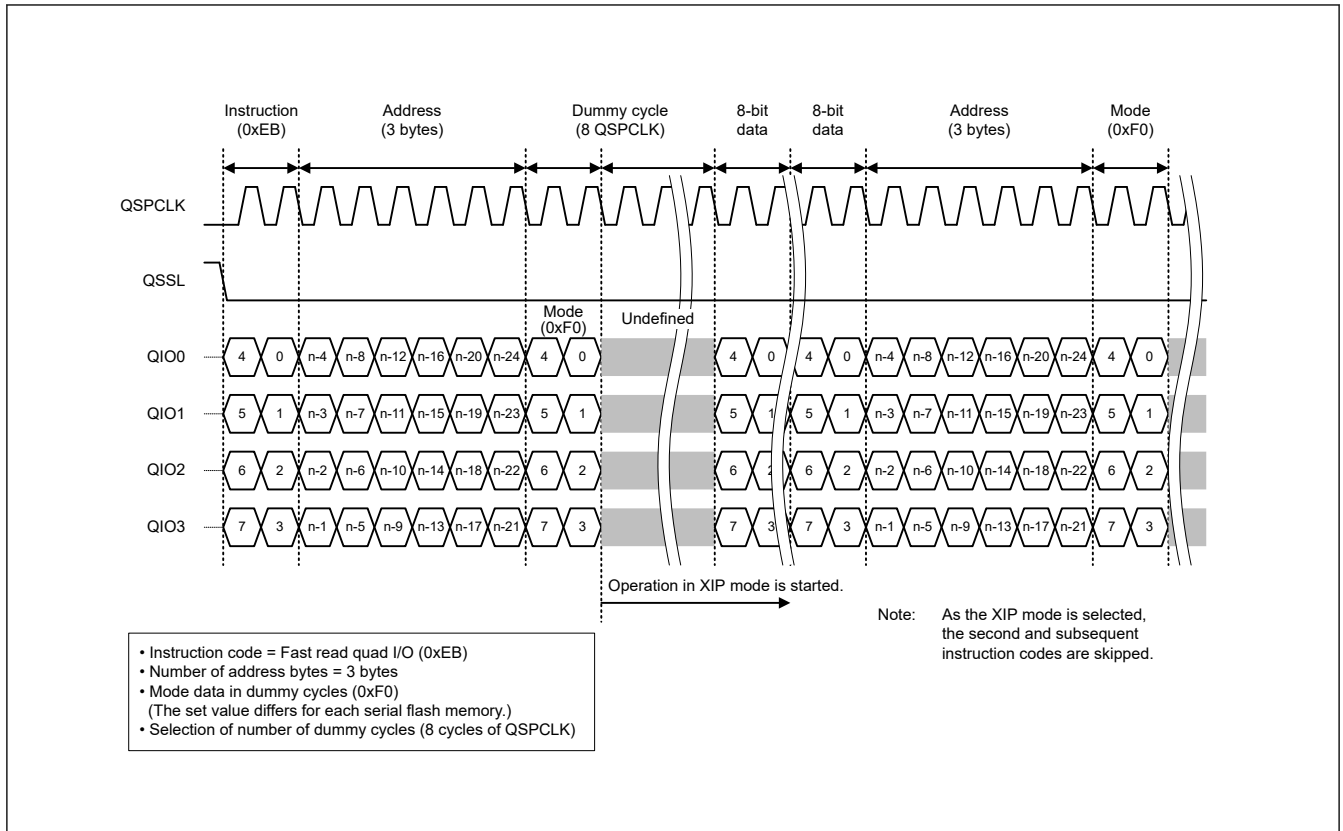 Instruction
(0xEB)
Address
(3 bytes)
Dummy cycle
(8 QSPCLK)
8-bit
data
8-bit
data
Address
(3 bytes)
Mode
(0xF0)
QSPCLK
QSSL
Mode
(0xF0)
Undefined
QIO0 4 0 n-4 n-8 n-12 n-16 n-20 n-24 4 0 4 0 4 0 n-4 n-8 n-12 n-16 n-20 n-24 4 0
QIO1 5 1 n-3 n-7 n-11 n-15 n-19 n-23 5 1 5 1 5 1 n-3 n-7 n-11 n-15 n-19 n-23 5 1
QIO2 6 2 n-2 n-6 n-10 n-14 n-18 n-22 6 2 6 2 6 2 n-2 n-6 n-10 n-14 n-18 n-22 6 2
QIO3 7 3 n-1 n-5 n-9 n-13 n-17 n-21 7 3 7 3 7 3 n-1 n-5 n-9 n-13 n-17 n-21 7 3
Operation in XIP mode is started.
Note: As the XIP mode is selected,
the second and subsequent
instruction codes are skipped.
• Instruction code = Fast read quad I/O (0xEB)
• Number of address bytes = 3 bytes
• Mode data in dummy cycles (0xF0)
(The set value differs for each serial flash memory.)
• Selection of number of dummy cycles (8 cycles of QSPCLK)